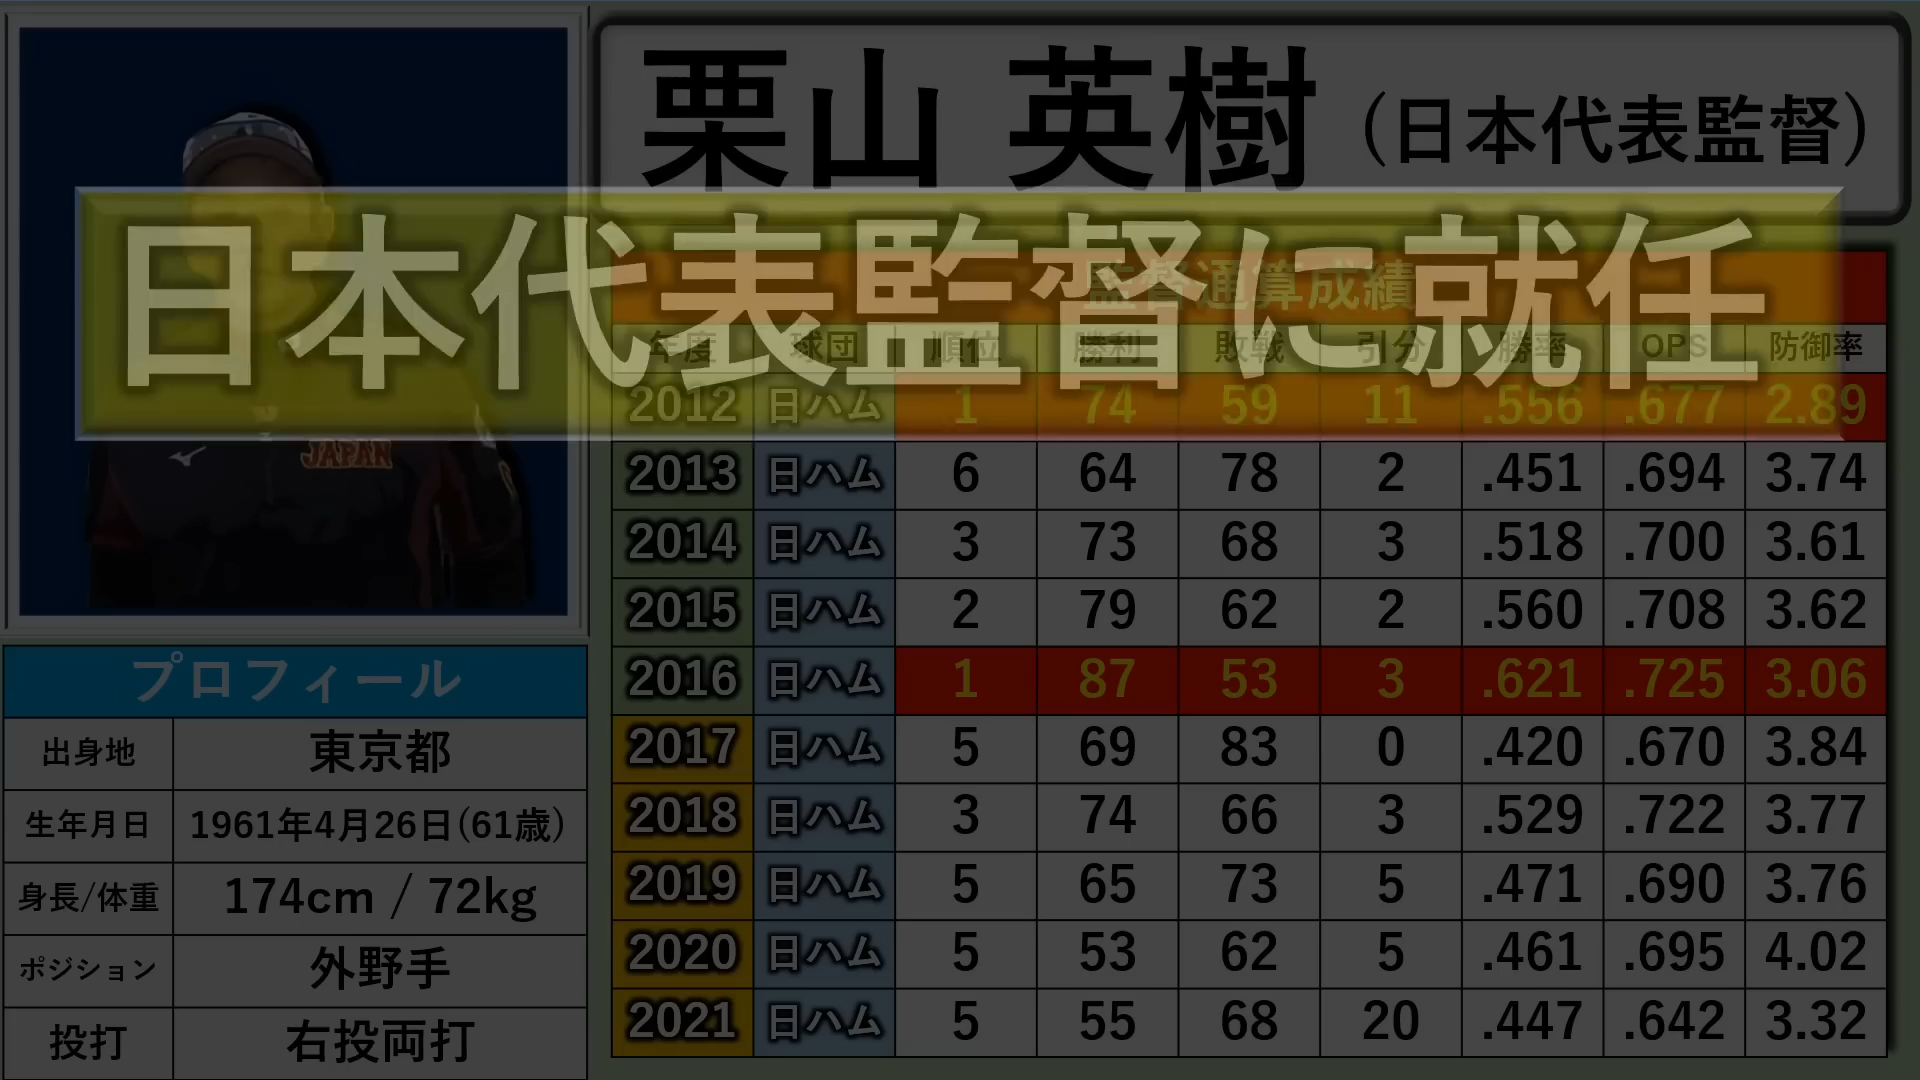 栗山 英樹 (日本代表監督)
日本代表監督に就任
JAPAN
監督通算成績
年度 球団 順位 勝利 敗戦 引分 勝率 OPS 防御率
2012 日ハム 1 74 59 11 .556 .677 2.89
2013 日ハム 6 64 78 2 .451 .694 3.74
2014 日ハム 3 73 68 3 .518 .700 3.61
2015 日ハム 2 79 62 2 .560 .708 3.62
2016 日ハム 1 87 53 3 .621 .725 3.06
2017 日ハム 5 69 83 0 .420 .670 3.84
2018 日ハム 3 74 66 3 .529 .722 3.77
2019 日ハム 5 65 73 5 .471 .690 3.76
2020 日ハム 5 53 62 5 .461 .695 4.02
2021 日ハム 5 55 68 20 .447 .642 3.32
プロフィール
出身地 東京都
生年月日 1961年4月26日(61歳)
身長/体重 174cm / 72kg
ポジション 外野手
投打 右投両打